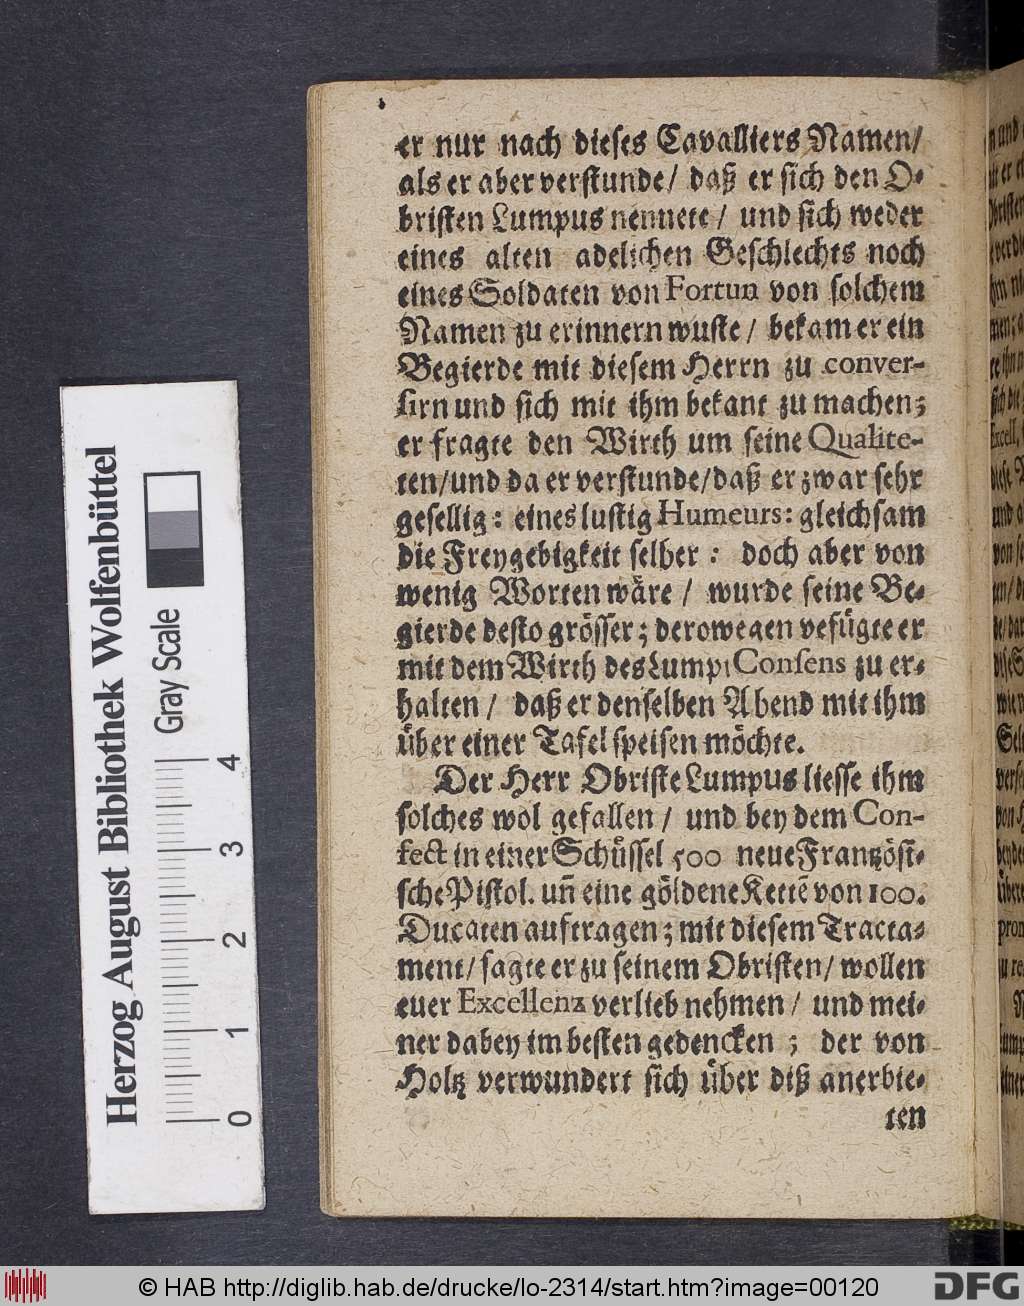 er nur nach dieses Cavalliers Namen/
als er aber verstunde/ daß er sich den O-
bristen Lumpus nennete/ und sich weder
eines alten adelichen Geschlechts noch
eines Soldaten von Fortun von solchem
Namen zu erinnern wuste/ bekam er ein
Begierde mit diesem Herrn zu conver-
sirn und sich mit ihm bekant zu machen;
er fragte den Wirth um seine Qualite-
ten/und da er verstunde/daß er zwar sehr
gesellig: eines lustig Humeurs: gleichsam
die Freygebigkeit selber: doch aber von
wenig Worten wäre/ wurde seine Be-
gierde desto grösser; derowegen vefügte er
mit dem Wirth des Lumpi Consens zu er-
halten/ daß er denselben Abend mit ihm
über einer Tafel speisen möchte.
Der Herr Obriste Lumpus liesse ihm
solches wol gefallen/ und bey dem Con-
fect in einer Schüssel 500 neue Frantzösi-
sche Pistol. uñ eine göldene Kettẽ von 100.
Ducaten auftragen; mit diesem Tracta-
ment/ sagte er zu seinem Obristen/ wollen
euer Excellenz verlieb nehmen/ und mei-
ner dabey im besten gedencken; der von
Holtz verwundert sich über diß anerbie-
ten
Herzog August Bibliothek Wolfenbüttel
Gray Scale
0 1 2 3 4
© HAB http://diglib.hab.de/drucke/lo-2314/start.htm?image=00120
DFG